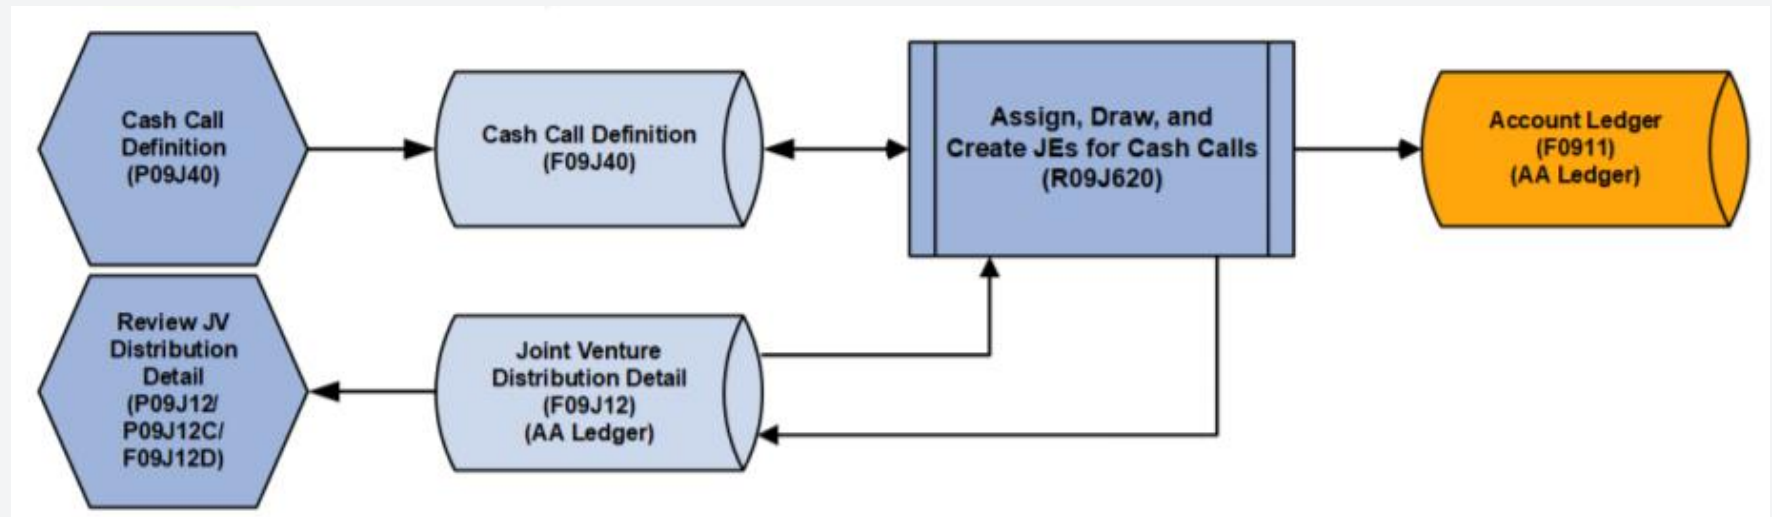 Cash Call
Definition
(P09J40)
Cash Call Definition
(F09J40)
Assign, Draw, and
Create JEs for Cash Calls
(R09J620)
Account Ledger
(F0911)
(AA Ledger)
Review JV
Distribution
Detail
(P09J12/
P09J12C/
F09J12D)
Joint Venture
Distribution Detail
(F09J12)
(AA Ledger)